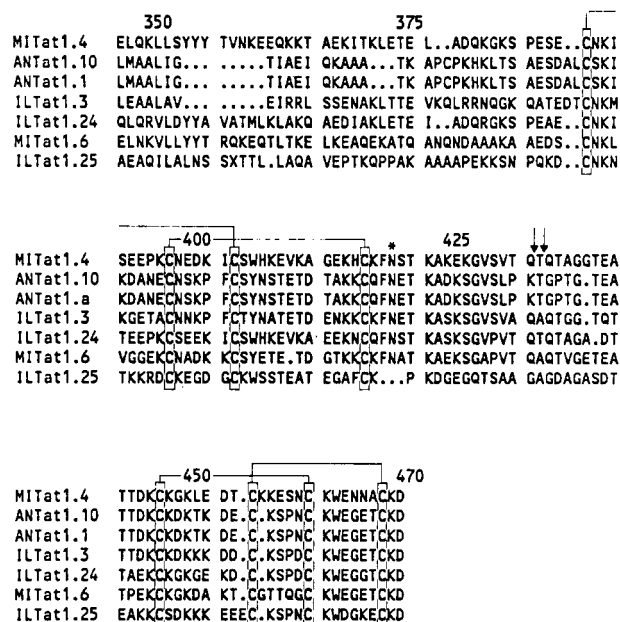 350 375
MITat1.4 ELQKLLSYYY TVNKEEQKKT AEKITKLETE L..ADQKGKS PESE..CNKI
ANTat1.10 LMAALIG... .....TIAEI QKAAA...TK APCPKHKLTS AESDALCSKI
ANTat1.1 LMAALIG... .....TIAEI QKAAA...TK APCPKHKLTS AESDALCSKI
ILTat1.3 LEAALAV... .....EIRRL SSENAKLTTE VKQLRRNQGK QATEDTCNKM
ILTat1.24 QLQRVLDYYA VATMLKLAKQ AEDIAKLETE I..ADQRGKS PEAE..CNKI
MITat1.6 ELNKVLLYYT RQKEQTLTKE LKEAQEKATQ ANQNDAAAKA AEDS..CNKL
ILTat1.25 AEAQILALNS SXTTL.LAQA VEPTKQPPAK AAAAPEKKSN PQKD..CNKN
400 * 425
MITat1.4 SEEPKCNEDK ICSWHKEVKA GEKHCKFNST KAKEKGVSVT QTQTAGGTEA
ANTat1.10 KDANECNSKP FCSYNSTETD TAKKCQFNET KADKSGVSLP KTGPTG.TEA
ANTat1.a KDANECNSKP FCSYNSTETD TAKKCQFNET KADKSGVSLP KTGPTG.TEA
ILTat1.3 KGETACNNKP FCTYNATETD ENKKCKFNET KASKSGVSVA QAQTGG.TQT
ILTat1.24 TEEPKCSEEK ICSWHKEVKA EEKNCQFNST KASKSGVPVT QTQTAGA.DT
MITat1.6 VGGEKCNADK KCSYETE.TD GTKKCKFNAT KAEKSGAPVT QAQTVGETEA
ILTat1.25 TKKRDCKEGD GCKWSSTEAT EGAFCK...P KDGEGQTSAA GAGDAGASDT
450 470
MITat1.4 TTDKCKGKLE DT.CKKESNC KWENNACKD
ANTat1.10 TTDKCKDKTK DE.C.KSPNC KWEGETCKD
ANTat1.1 TTDKCKDKTK DE.C.KSPNC KWEGETCKD
ILTat1.3 TTDKCKDKKK DD.C.KSPDC KWEGETCKD
ILTat1.24 TAEKCKGKGE KD.C.KSPDC KWEGGTCKD
MITat1.6 TPEKCKGKDA KT.CGTTQGC KWEGETCKD
ILTat1.25 EAKKCSDKKK EEEC.KSPNC KWDGKECKD